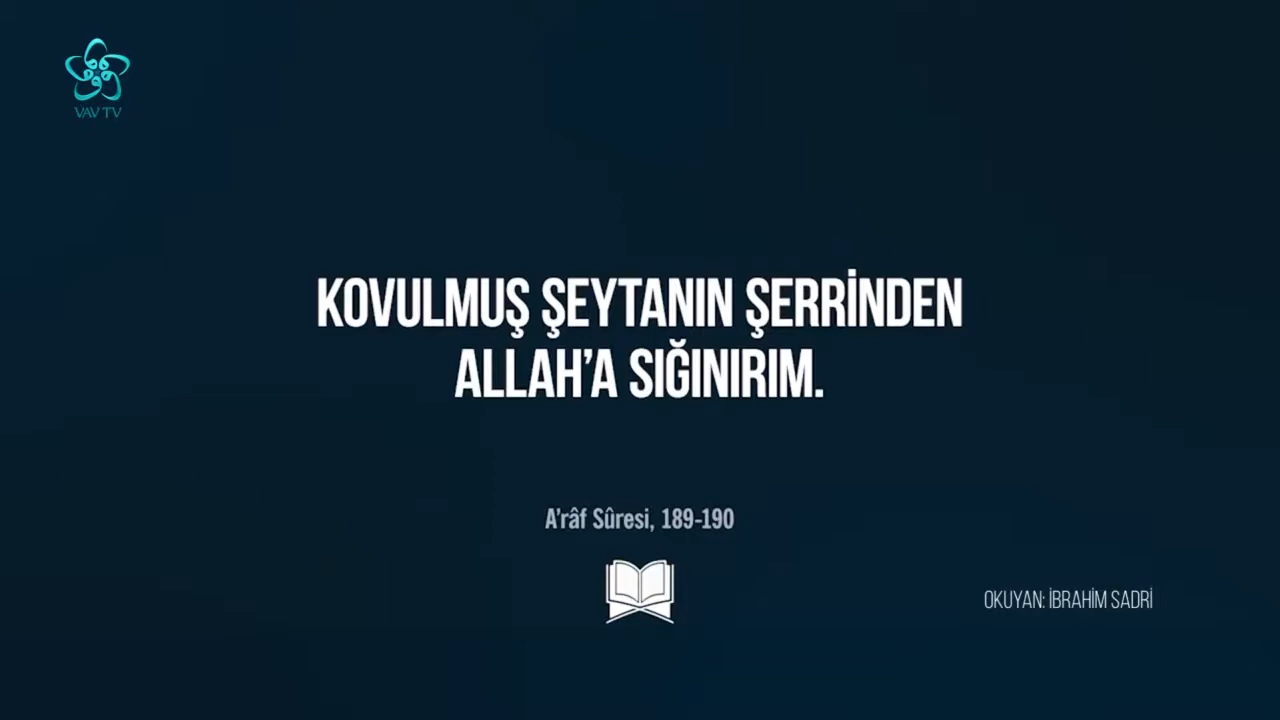 VAV TV
KOVULMUŞ ŞEYTANIN ŞERRİNDEN
ALLAH'A SIĞINIRIM.
A'râf Sûresi, 189-190
OKUYAN: İBRAHİM SADRİ